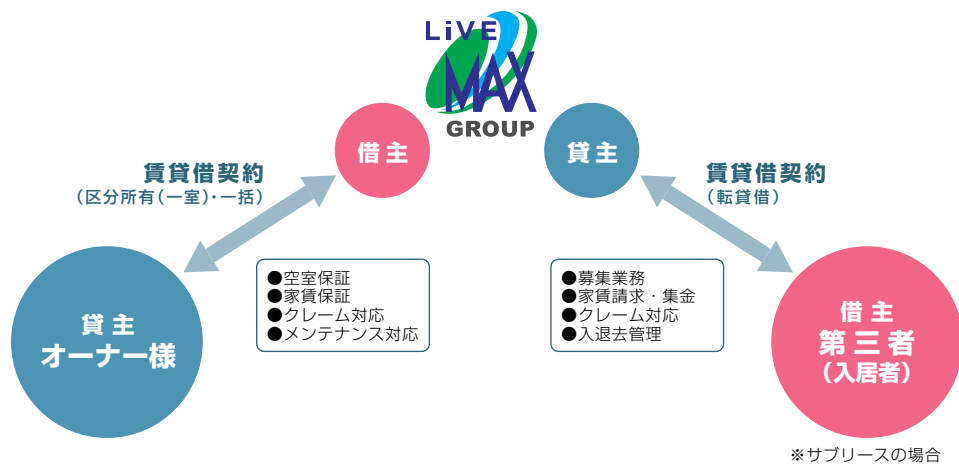 LiVE
MAX
GROUP
借主
貸主
賃貸借契約
（区分所有（一室）・一括）
賃貸借契約
（転貸借）
●空室保証
●家賃保証
●クレーム対応
●メンテナンス対応
●募集業務
●家賃請求・集金
●クレーム対応
●入退去管理
貸主
オーナー様
借主
第三者
（入居者）
※サブリースの場合